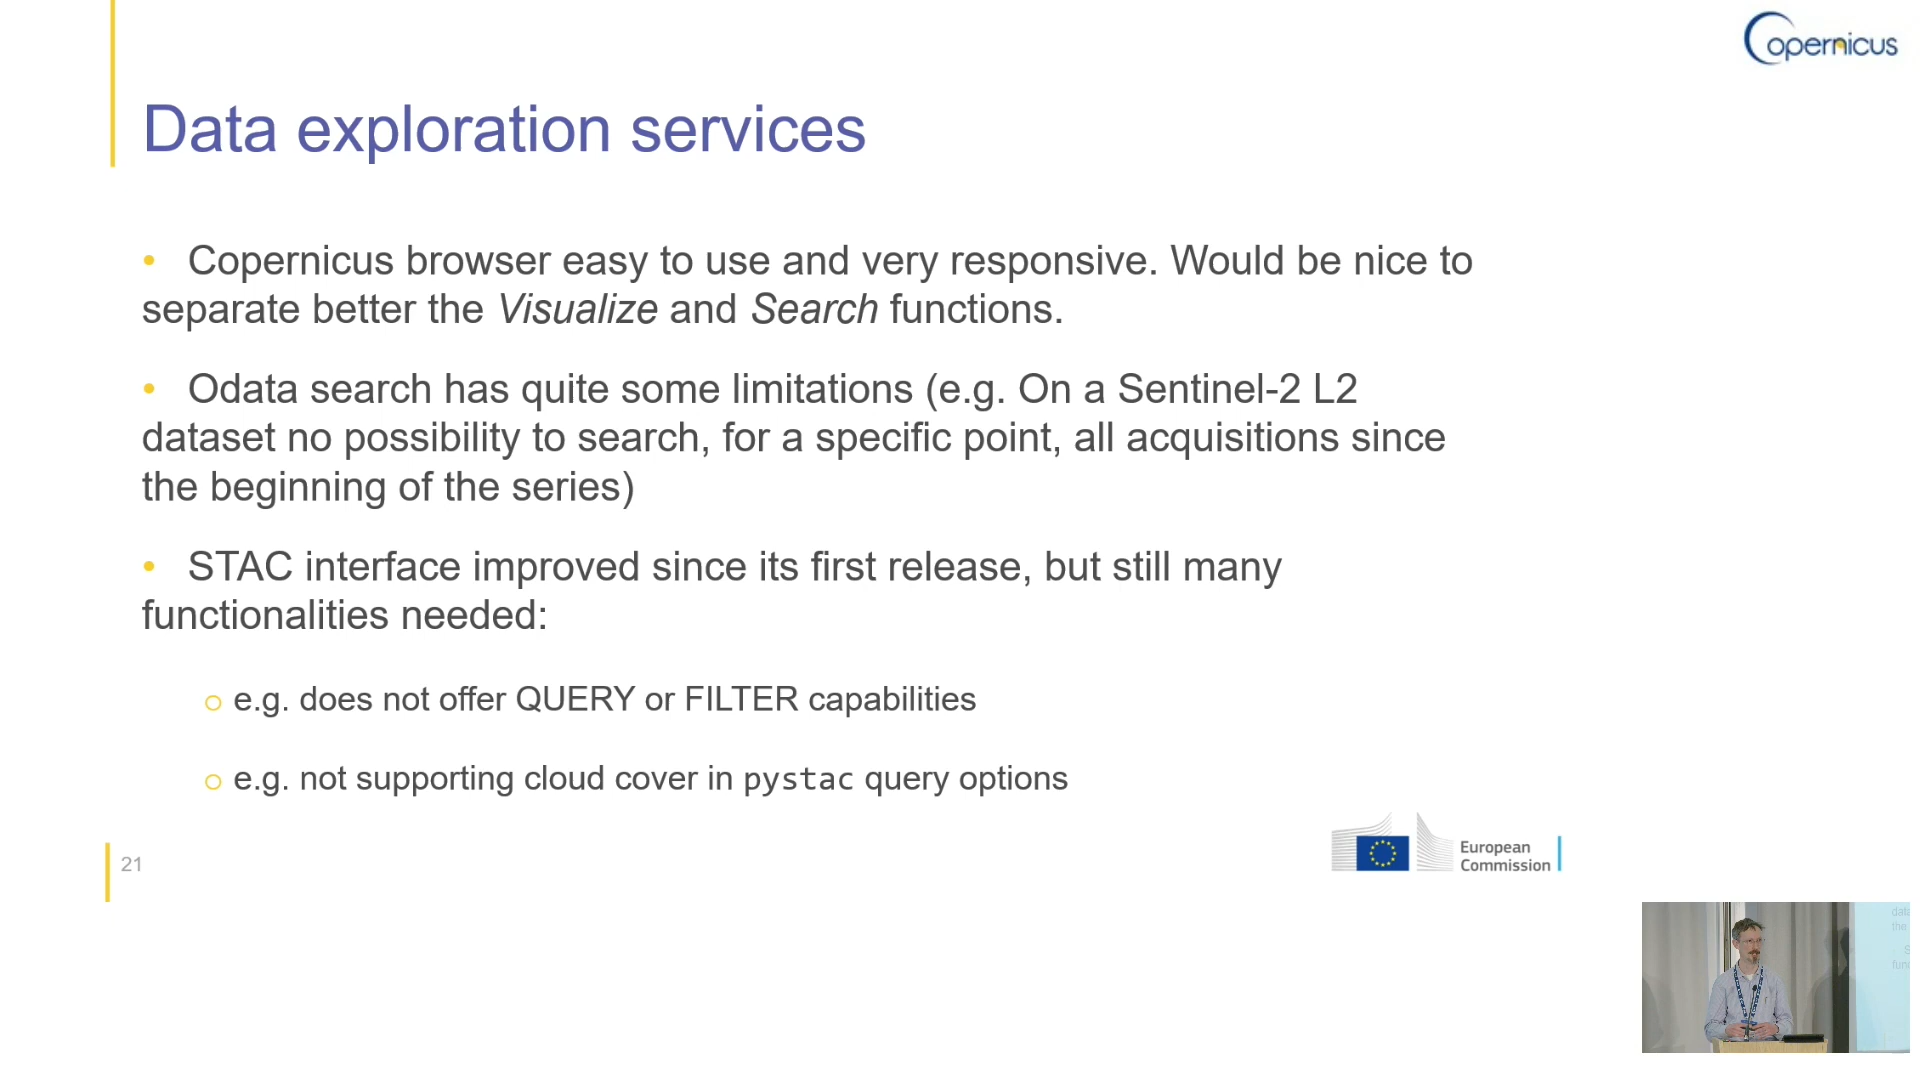 Copernicus
Data exploration services
• Copernicus browser easy to use and very responsive. Would be nice to
separate better the Visualize and Search functions.
• Odata search has quite some limitations (e.g. On a Sentinel-2 L2
dataset no possibility to search, for a specific point, all acquisitions since
the beginning of the series)
• STAC interface improved since its first release, but still many
functionalities needed:
o e.g. does not offer QUERY or FILTER capabilities
o e.g. not supporting cloud cover in pystac query options
21
European
Commission
the